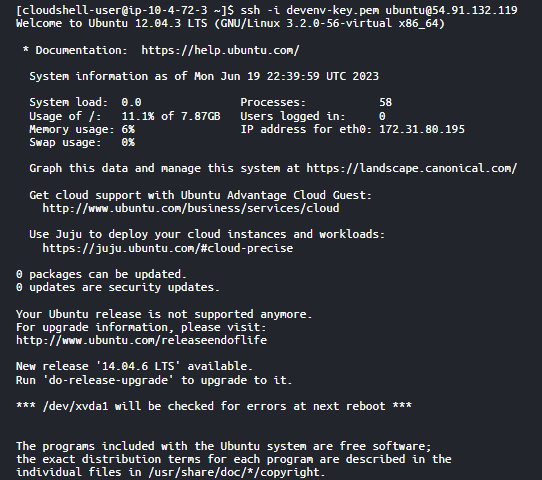 [cloudshell-user@ip-10-4-72-3 ~]$ ssh -i devenv-key.pem ubuntu@54.91.132.119
Welcome to Ubuntu 12.04.3 LTS (GNU/Linux 3.2.0-56-virtual x86_64)
* Documentation:  https://help.ubuntu.com/
System information as of Mon Jun 19 22:39:59 UTC 2023
System load:  0.0               Processes:           58
Usage of /:   11.1% of 7.87GB   Users logged in:     0
Memory usage: 6%                IP address for eth0: 172.31.80.195
Swap usage:   0%
Graph this data and manage this system at https://landscape.canonical.com/
Get cloud support with Ubuntu Advantage Cloud Guest:
http://www.ubuntu.com/business/services/cloud
Use Juju to deploy your cloud instances and workloads:
https://juju.ubuntu.com/#cloud-precise
0 packages can be updated.
0 updates are security updates.
Your Ubuntu release is not supported anymore.
For upgrade information, please visit:
http://www.ubuntu.com/releaseendoflife
New release '14.04.6 LTS' available.
Run 'do-release-upgrade' to upgrade to it.
*** /dev/xvda1 will be checked for errors at next reboot ***
The programs included with the Ubuntu system are free software;
the exact distribution terms for each program are described in the
individual files in /usr/share/doc/*/copyright.